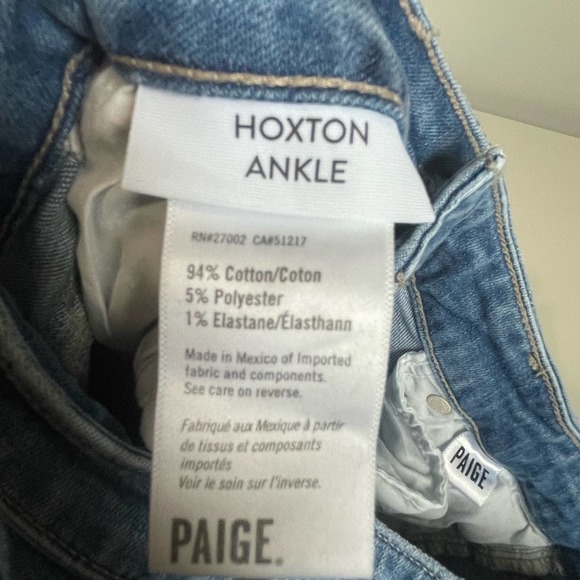 HOXTON
ANKLE
RN#27002 CA#51217
94% Cotton/Coton
5% Polyester
1% Elastane/Élasthann
Made in Mexico of Imported
fabric and components.
See care on reverse.
Fabriqué aux Mexique à partir
de tissus et composants
importés
Voir le soin sur l'inverse.
PAIGE.
PAIGE